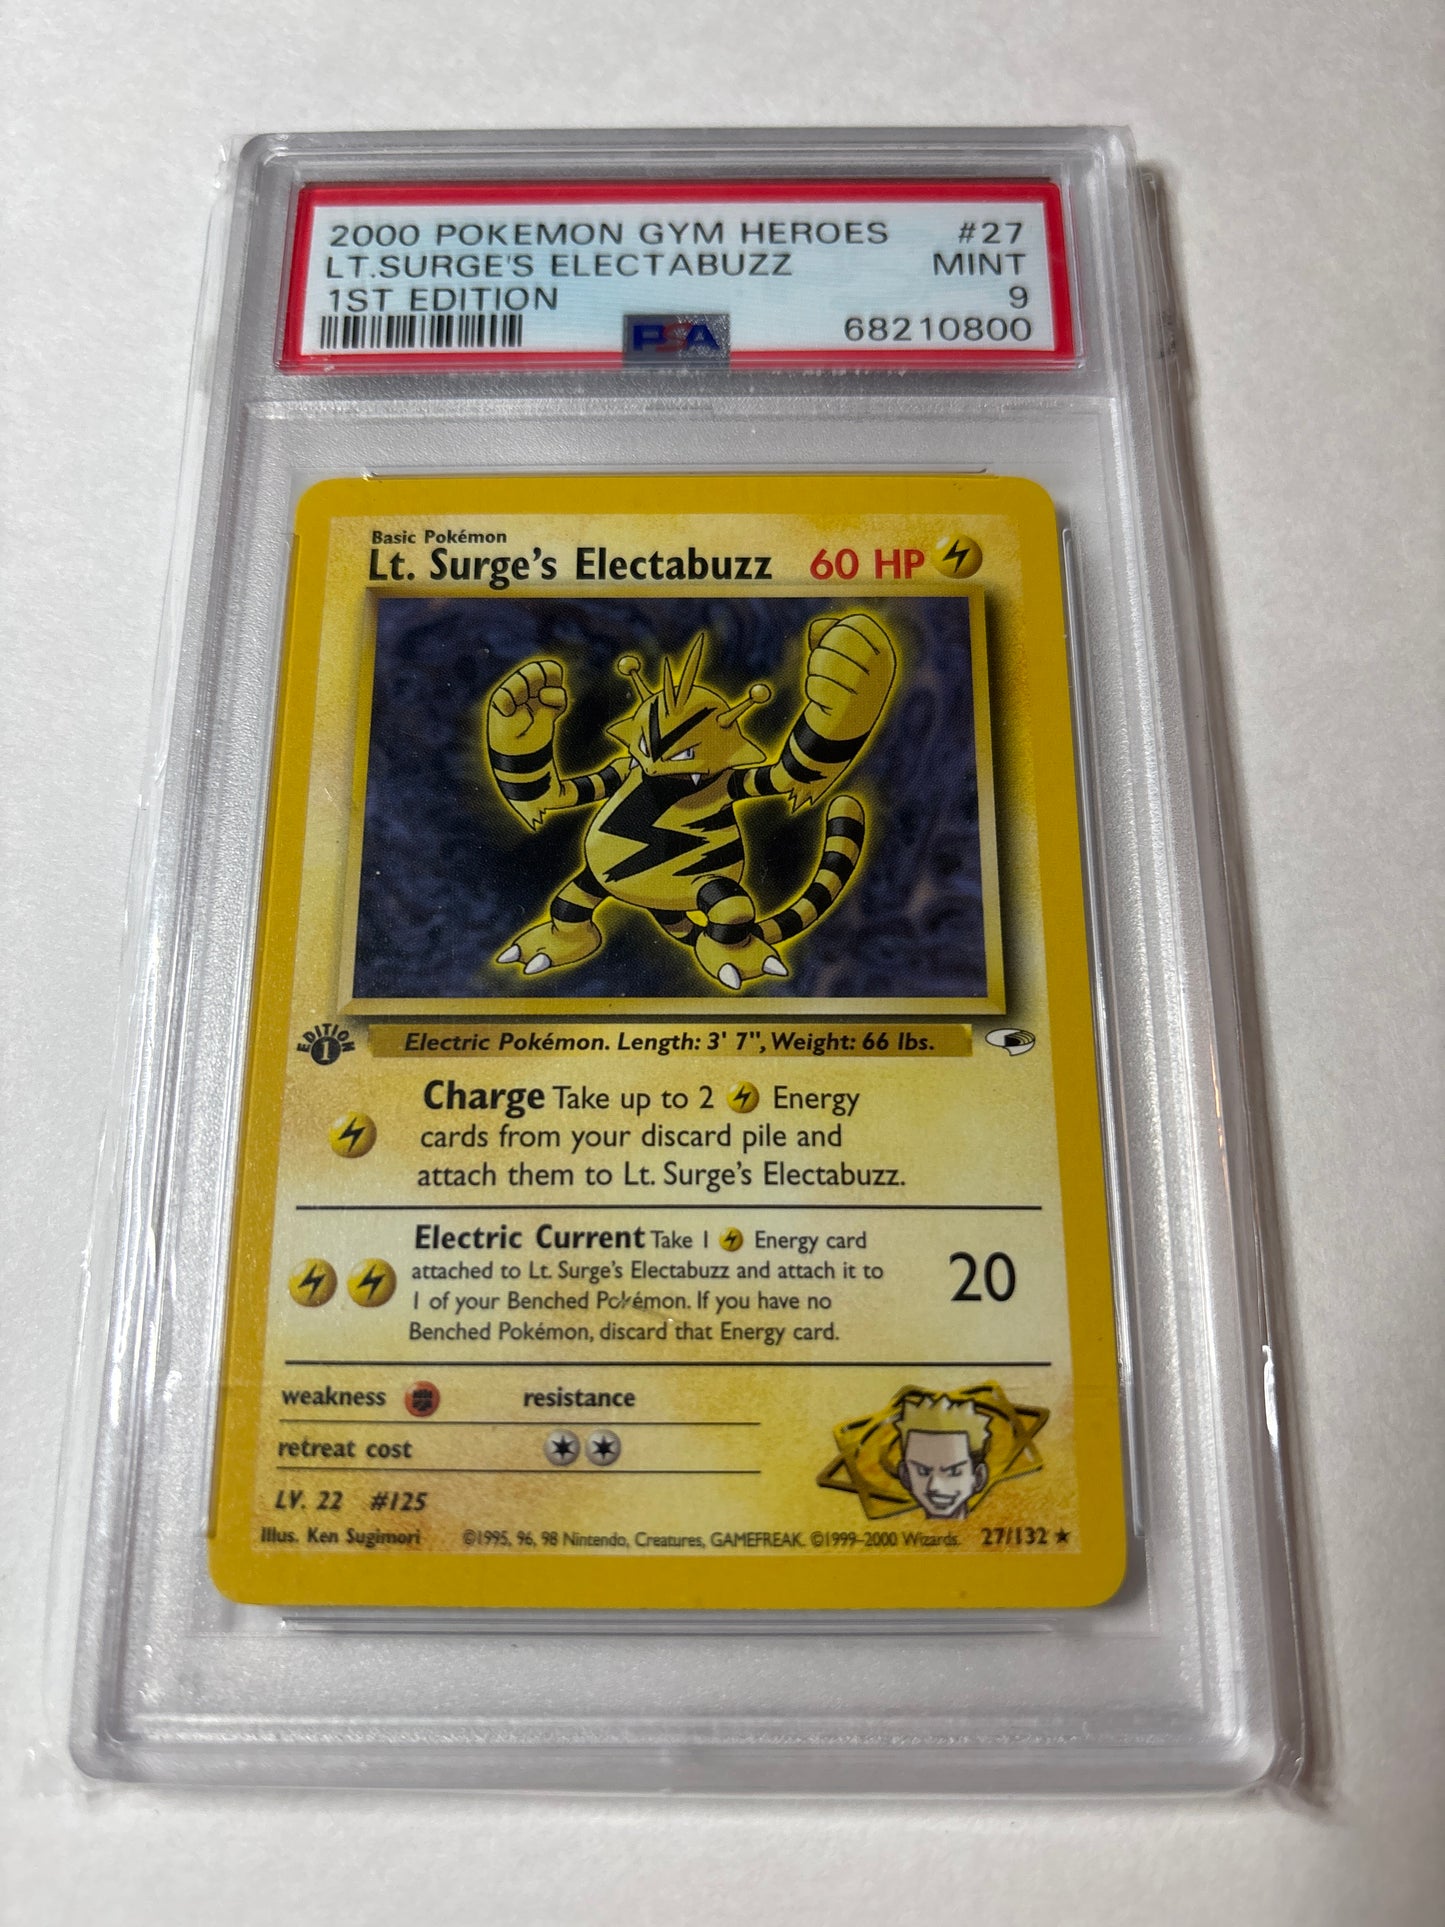 2000 POKEMON GYM HEROES #27
LT.SURGE'S ELECTABUZZ MINT
1ST EDITION 9
PSA 68210800
Basic Pokémon
Lt. Surge's Electabuzz 60 HP
EDITION 1
Electric Pokémon. Length: 3' 7", Weight: 66 lbs.
Charge Take up to 2 Energy
cards from your discard pile and
attach them to Lt. Surge's Electabuzz.
Electric Current Take 1 Energy card
attached to Lt. Surge's Electabuzz and attach it to
1 of your Benched Pokémon. If you have no
Benched Pokémon, discard that Energy card.
20
weakness resistance
retreat cost
LV. 22 #125
Illus. Ken Sugimori ©1995, 96, 98 Nintendo, Creatures, GAMEFREAK. ©1999-2000 Wizards. 27/132 ★